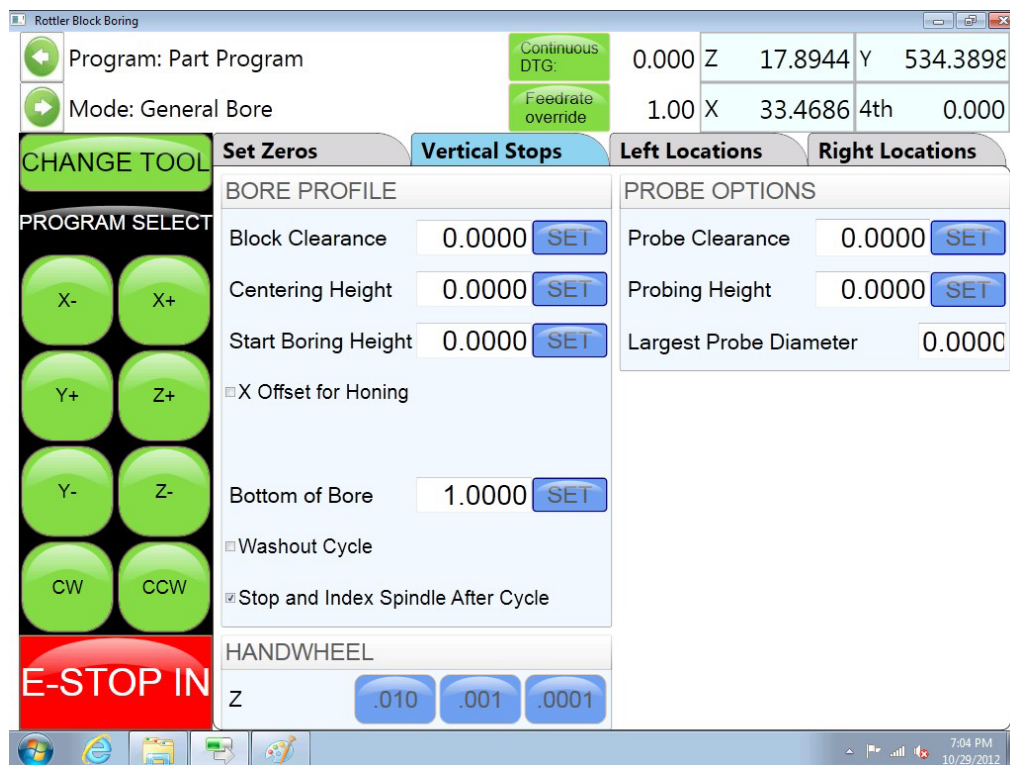 Rottler Block Boring
Program: Part Program
Continuous DTG:
0.000
Z 17.8944
Y 534.3898
Mode: General Bore
Feedrate override
1.00
X 33.4686
4th 0.000
CHANGE TOOL
Set Zeros
Vertical Stops
Left Locations
Right Locations
PROGRAM SELECT
X-
X+
Y+
Z+
Y-
Z-
CW
CCW
E-STOP IN
BORE PROFILE
Block Clearance 0.0000 SET
Centering Height 0.0000 SET
Start Boring Height 0.0000 SET
X Offset for Honing
Bottom of Bore 1.0000 SET
Washout Cycle
Stop and Index Spindle After Cycle
HANDWHEEL
Z .010 .001 .0001
PROBE OPTIONS
Probe Clearance 0.0000 SET
Probing Height 0.0000 SET
Largest Probe Diameter 0.0000
7:04 PM
10/29/2012